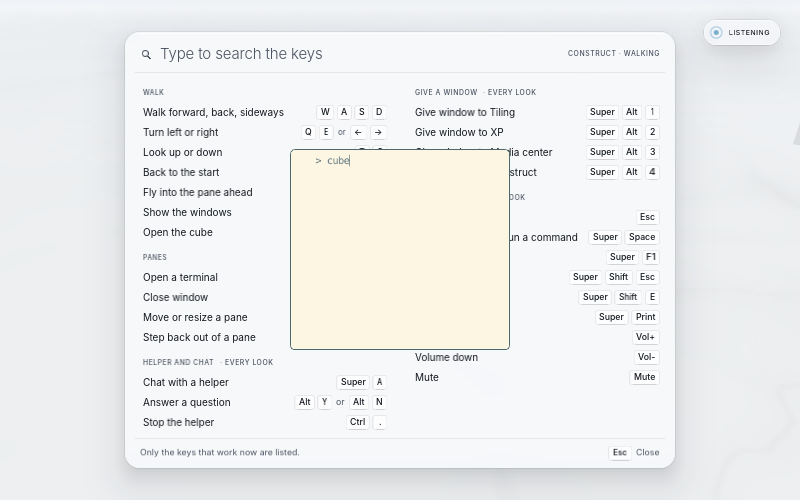 Type to search the keys
CONSTRUCT · WALKING
LISTENING
WALK
Walk forward, back, sideways W A S D
Turn left or right Q E or ← →
Look up or down
Back to the start
Fly into the pane ahead
Show the windows
Open the cube
PANES
Open a terminal
Close window
Move or resize a pane
Step back out of a pane
HELPER AND CHAT · EVERY LOOK
Chat with a helper Super A
Answer a question Alt Y or Alt N
Stop the helper Ctrl .
> cube
GIVE A WINDOW · EVERY LOOK
Give window to Tiling Super Alt 1
Give window to XP Super Alt 2
center Super Alt 3
Super Alt 4
Esc
a command Super Space
Super F1
Super Shift Esc
Super Shift E
Super Print
Vol+
Volume down Vol-
Mute Mute
Only the keys that work now are listed.
Esc Close